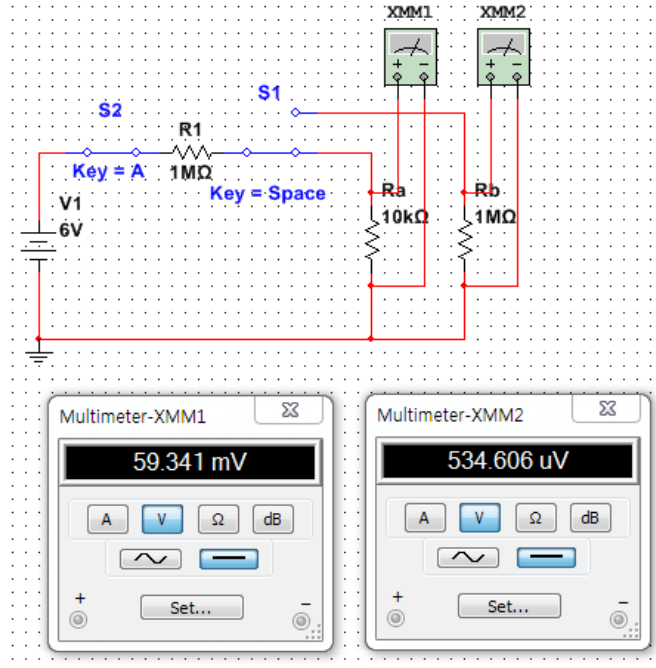 XMM1 XMM2
S1
S2
R1
Key = A 1MΩ
Key = Space
Ra Rb
V1
10kΩ 1MΩ
6V
Multimeter-XMM1
59.341 mV
A V Ω dB
+ Set... −
Multimeter-XMM2
534.606 uV
A V Ω dB
+ Set... −